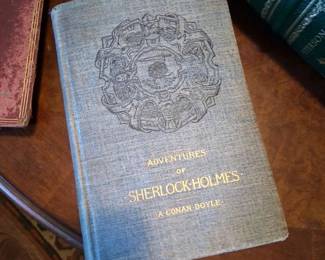 ADVENTURES
OF
SHERLOCK·HOLMES
A. CONAN DOYLE